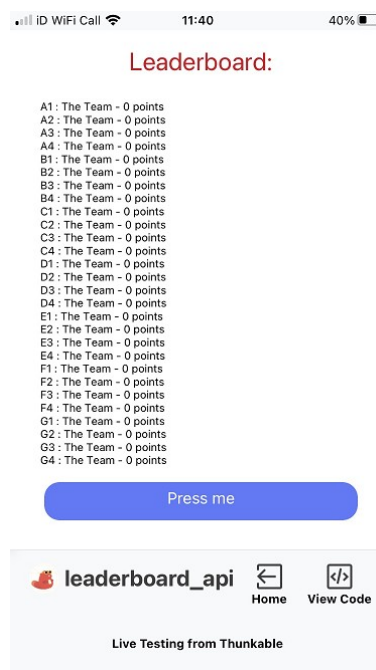 iD WiFi Call 11:40 40%
Leaderboard:
A1 : The Team - 0 points
A2 : The Team - 0 points
A3 : The Team - 0 points
A4 : The Team - 0 points
B1 : The Team - 0 points
B2 : The Team - 0 points
B3 : The Team - 0 points
B4 : The Team - 0 points
C1 : The Team - 0 points
C2 : The Team - 0 points
C3 : The Team - 0 points
C4 : The Team - 0 points
D1 : The Team - 0 points
D2 : The Team - 0 points
D3 : The Team - 0 points
D4 : The Team - 0 points
E1 : The Team - 0 points
E2 : The Team - 0 points
E3 : The Team - 0 points
E4 : The Team - 0 points
F1 : The Team - 0 points
F2 : The Team - 0 points
F3 : The Team - 0 points
F4 : The Team - 0 points
G1 : The Team - 0 points
G2 : The Team - 0 points
G3 : The Team - 0 points
G4 : The Team - 0 points
Press me
leaderboard_api
Home View Code
Live Testing from Thunkable